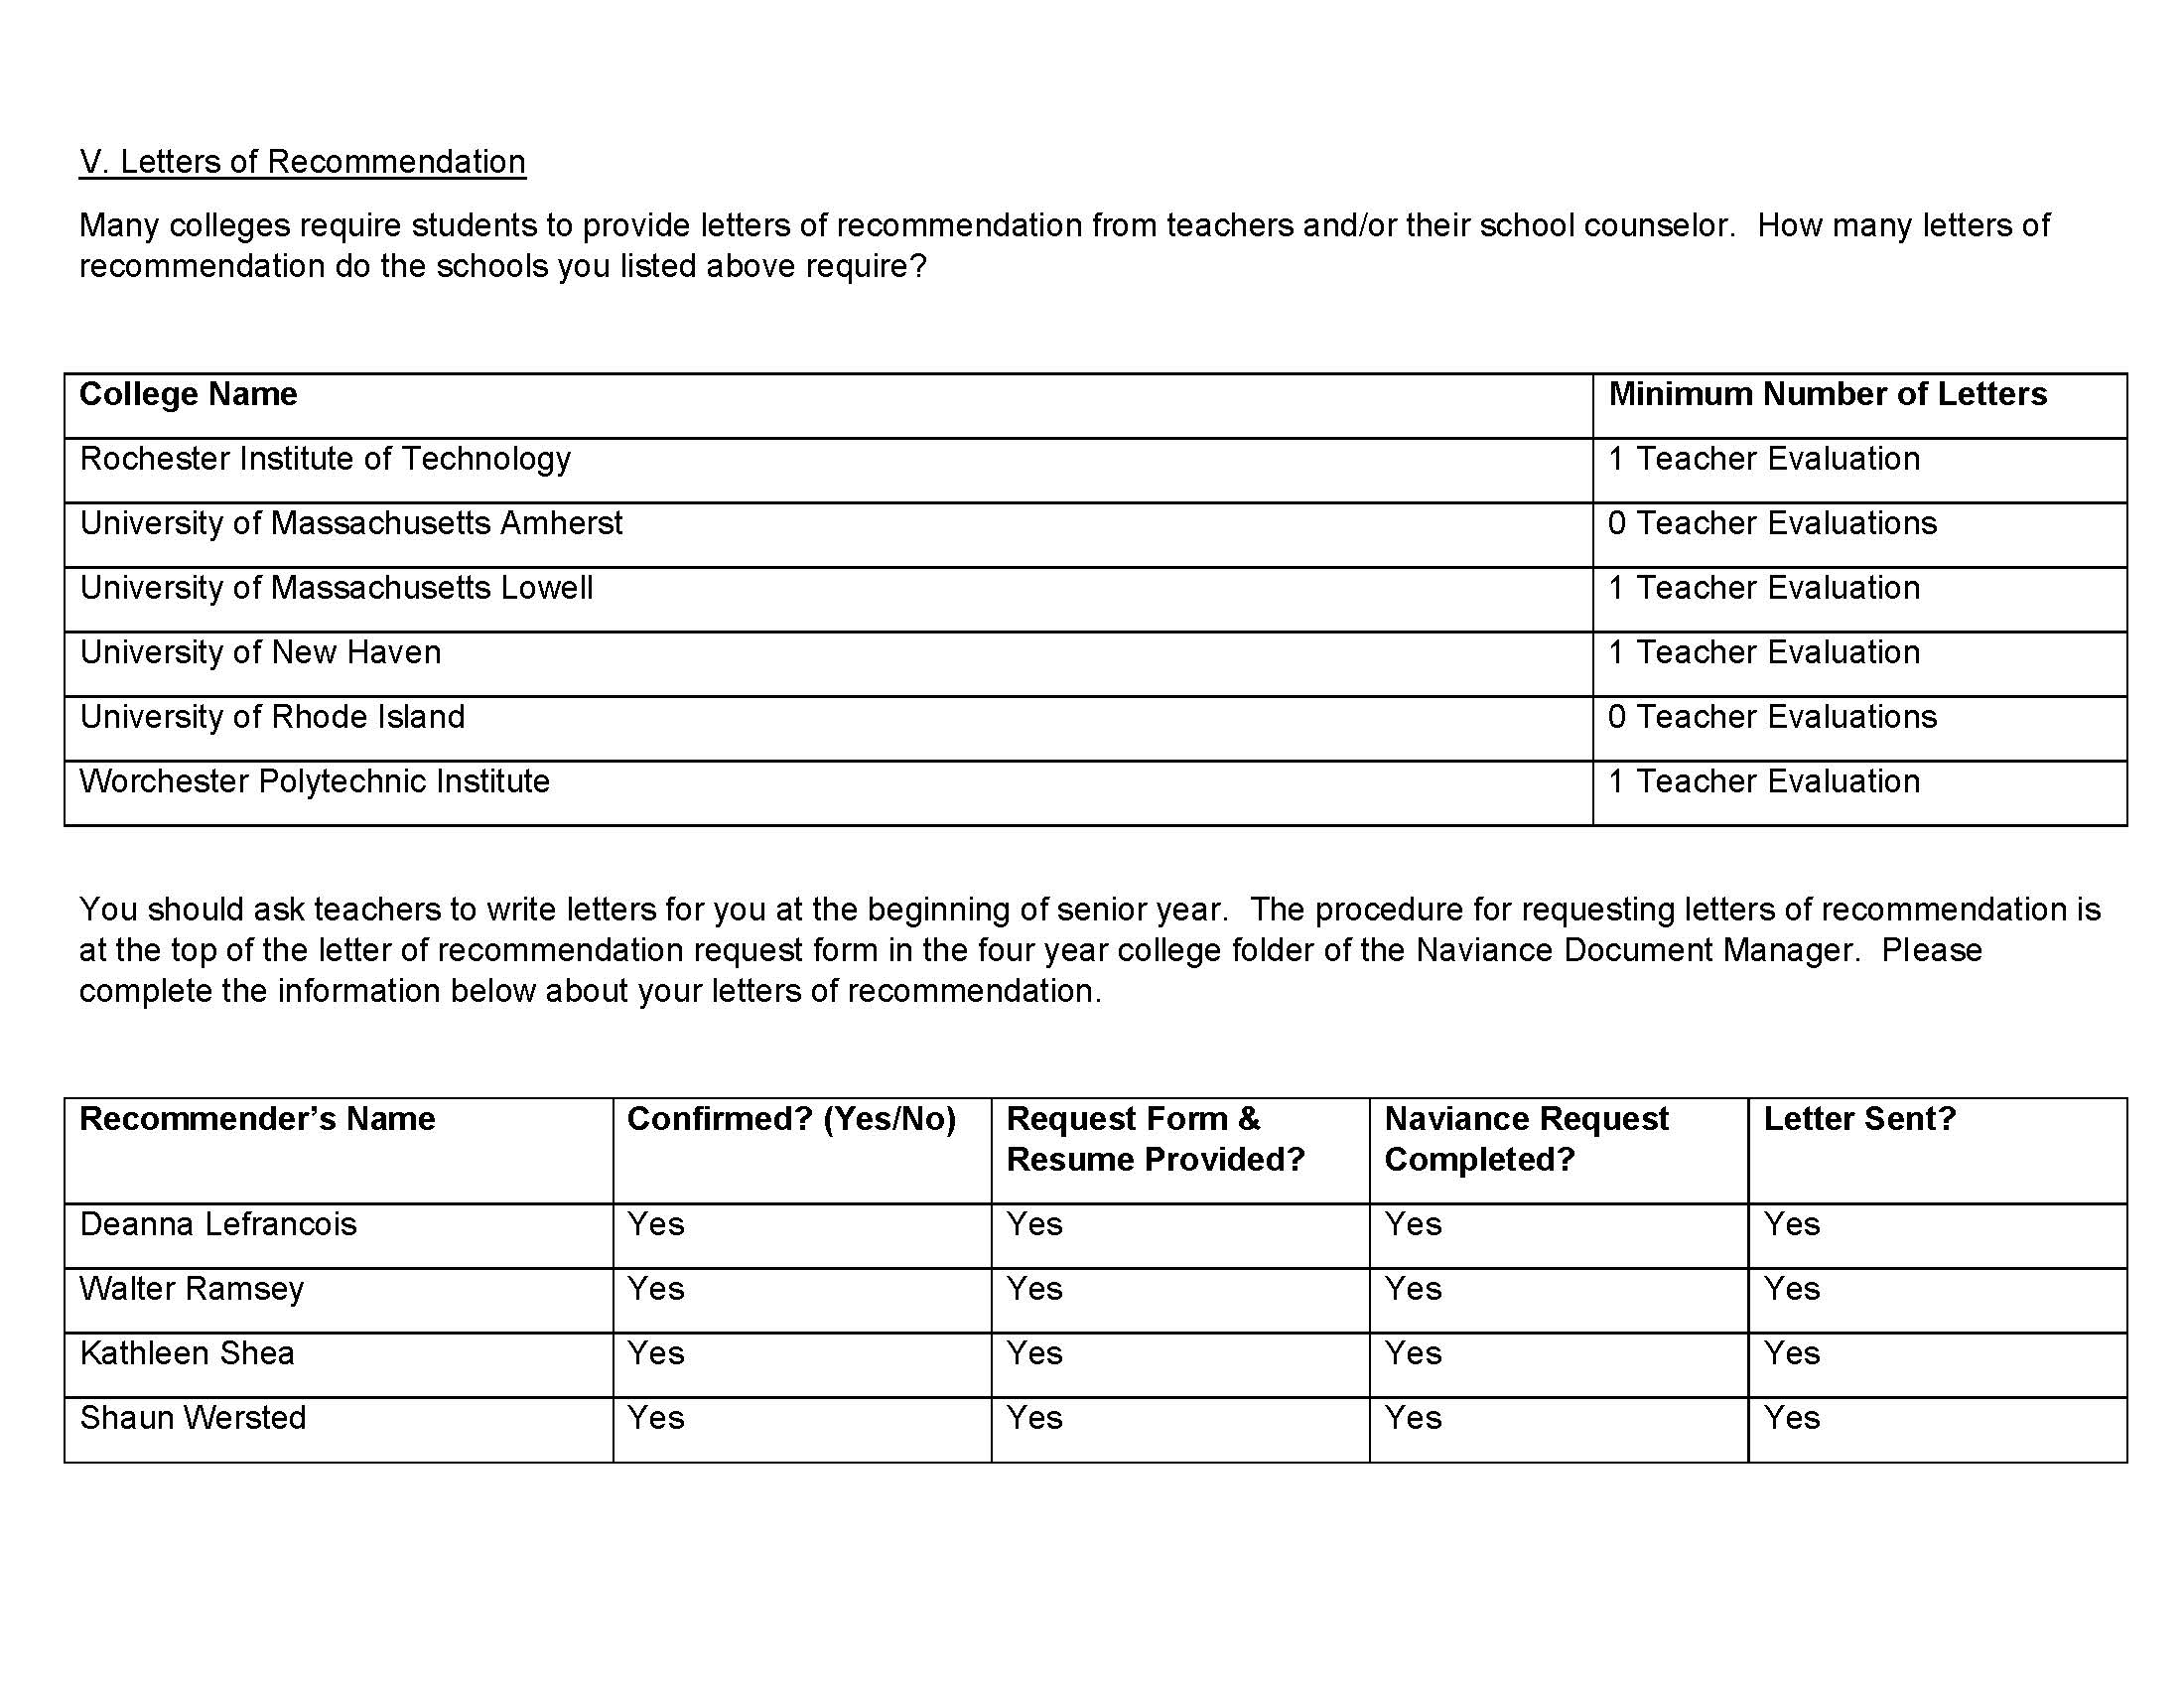 V. Letters of Recommendation
Many colleges require students to provide letters of recommendation from teachers and/or their school counselor.  How many letters of
recommendation do the schools you listed above require?
College Name Minimum Number of Letters
Rochester Institute of Technology 1 Teacher Evaluation
University of Massachusetts Amherst 0 Teacher Evaluations
University of Massachusetts Lowell 1 Teacher Evaluation
University of New Haven 1 Teacher Evaluation
University of Rhode Island 0 Teacher Evaluations
Worchester Polytechnic Institute 1 Teacher Evaluation
You should ask teachers to write letters for you at the beginning of senior year.  The procedure for requesting letters of recommendation is
at the top of the letter of recommendation request form in the four year college folder of the Naviance Document Manager.  Please
complete the information below about your letters of recommendation.
Recommender’s Name Confirmed? (Yes/No) Request Form & Naviance Request Letter Sent?
Resume Provided? Completed?
Deanna Lefrancois Yes Yes Yes Yes
Walter Ramsey Yes Yes Yes Yes
Kathleen Shea Yes Yes Yes Yes
Shaun Wersted Yes Yes Yes Yes